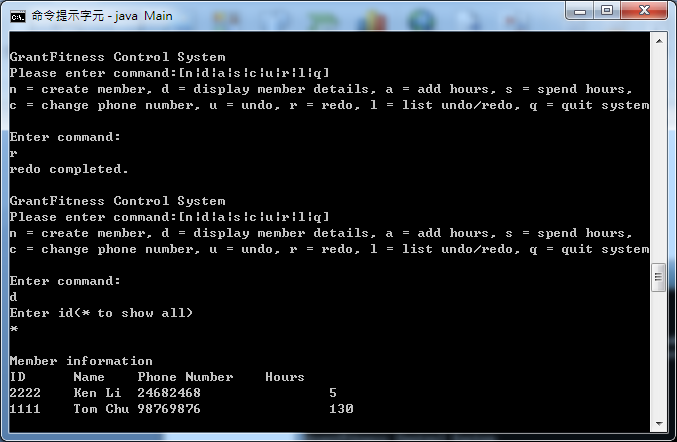 命令提示字元 - java Main
GrantFitness Control System
Please enter command:[n¦d¦a¦s¦c¦u¦r¦l¦q]
n = create member, d = display member details, a = add hours, s = spend hours,
c = change phone number, u = undo, r = redo, l = list undo/redo, q = quit system
Enter command:
r
redo completed.
GrantFitness Control System
Please enter command:[n¦d¦a¦s¦c¦u¦r¦l¦q]
n = create member, d = display member details, a = add hours, s = spend hours,
c = change phone number, u = undo, r = redo, l = list undo/redo, q = quit system
Enter command:
d
Enter id(* to show all)
*
Member information
ID Name Phone Number Hours
2222 Ken Li 24682468 5
1111 Tom Chu 98769876 130